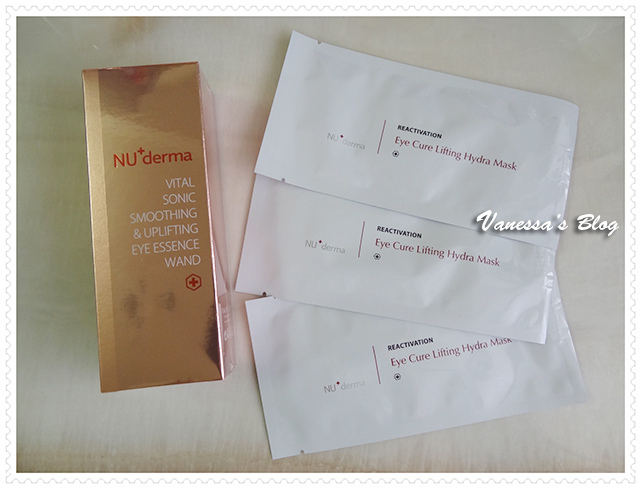 NU+derma
VITAL
SONIC
SMOOTHING
& UPLIFTING
EYE ESSENCE
WAND
NU+derma
REACTIVATION
Eye Cure Lifting Hydra Mask
Vanessa's Blog
NU+derma
REACTIVATION
Eye Cure Lifting Hydra Mask
NU+derma
REACTIVATION
Eye Cure Lifting Hydra Mask